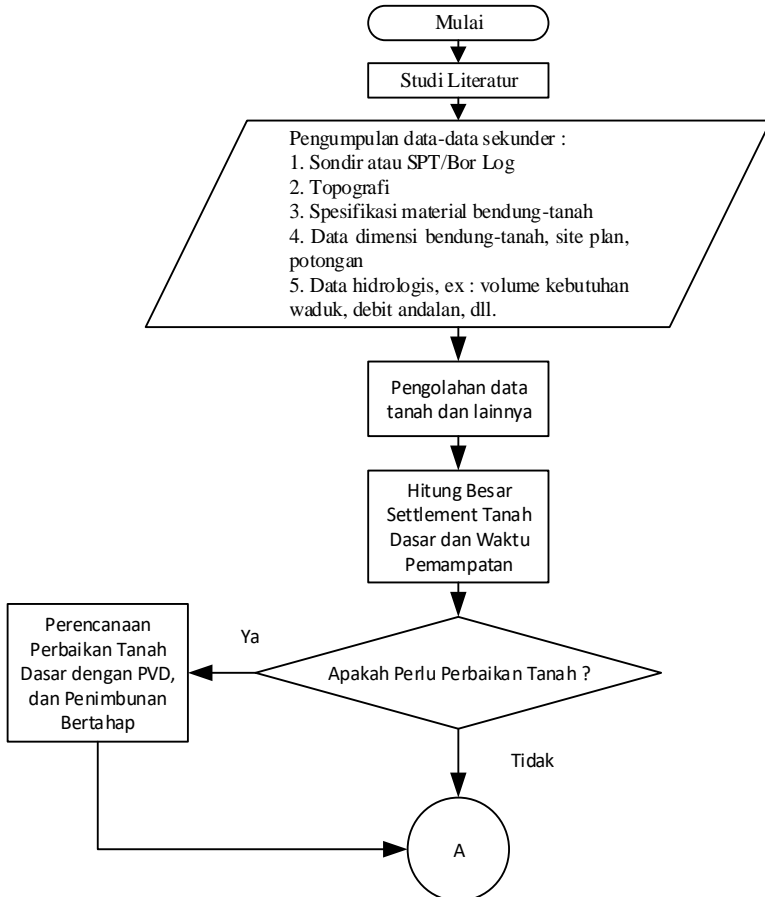 Mulai
Studi Literatur
Pengumpulan data-data sekunder :
1. Sondir atau SPT/Bor Log
2. Topografi
3. Spesifikasi material bendung-tanah
4. Data dimensi bendung-tanah, site plan,
potongan
5. Data hidrologis, ex : volume kebutuhan
waduk, debit andalan, dll.
Pengolahan data
tanah dan lainnya
Hitung Besar
Settlement Tanah
Dasar dan Waktu
Pemampatan
Perencanaan
Perbaikan Tanah
Dasar dengan PVD,
dan Penimbunan
Bertahap
Ya
Apakah Perlu Perbaikan Tanah ?
Tidak
A